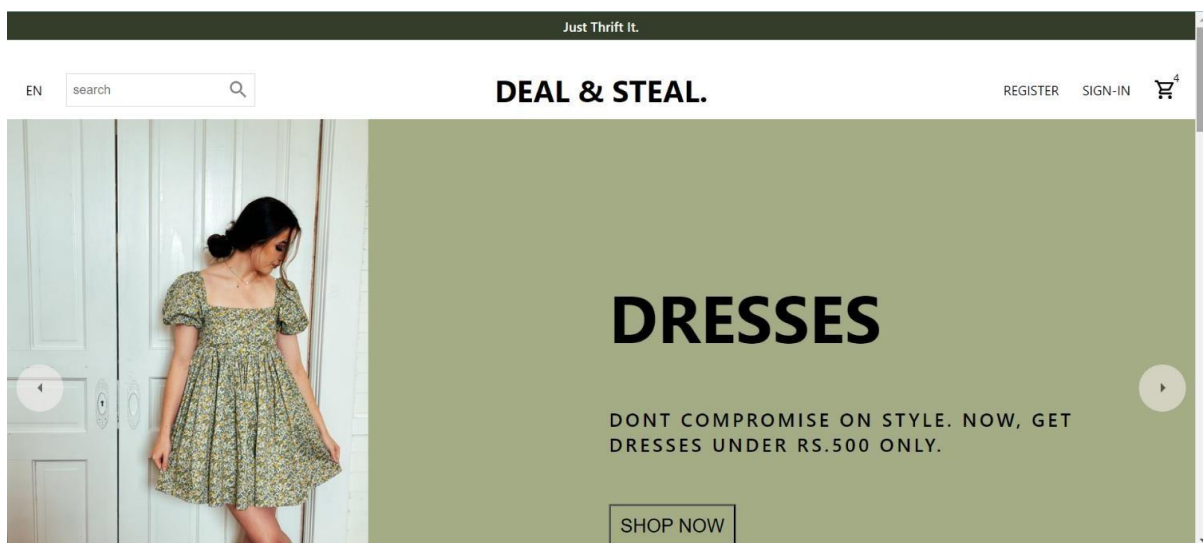 Just Thrift It.
EN
search
DEAL & STEAL.
REGISTER
SIGN-IN
4
DRESSES
DONT COMPROMISE ON STYLE. NOW, GET
DRESSES UNDER RS.500 ONLY.
SHOP NOW